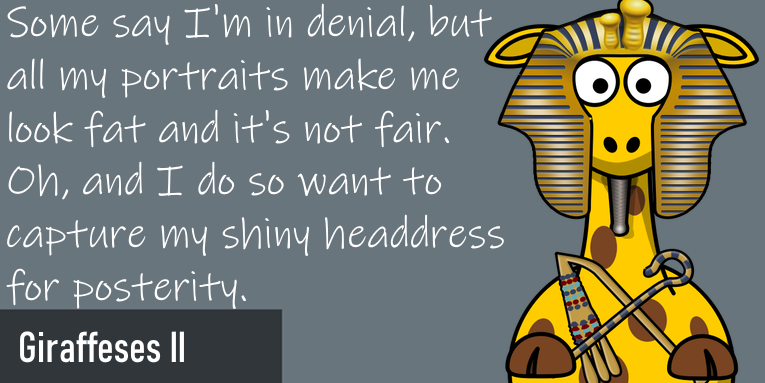 Some say I'm in denial, but
all my portraits make me
look fat and it's not fair.
Oh, and I do so want to
capture my shiny headdress
for posterity.
Giraffeses II